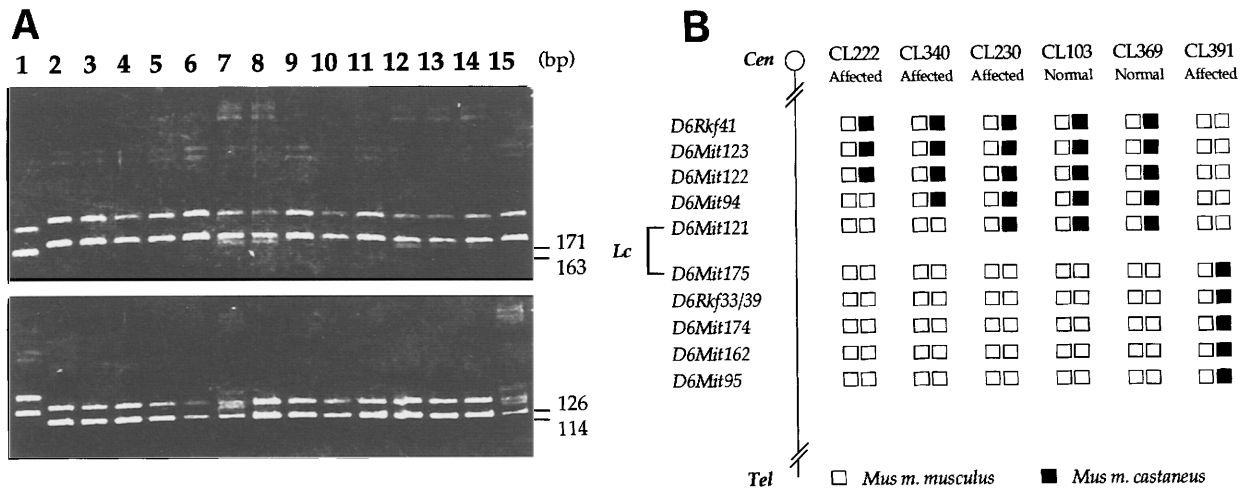 A
1 2 3 4 5 6 7 8 9 10 11 12 13 14 15 (bp)
171
163
126
114
B
Cen
CL222 CL340 CL230 CL103 CL369 CL391
Affected Affected Affected Normal Normal Affected
D6Rkf41
D6Mit123
D6Mit122
D6Mit94
D6Mit121
Lc
D6Mit175
D6Rkf33/39
D6Mit174
D6Mit162
D6Mit95
Tel
Mus m. musculus Mus m. castaneus